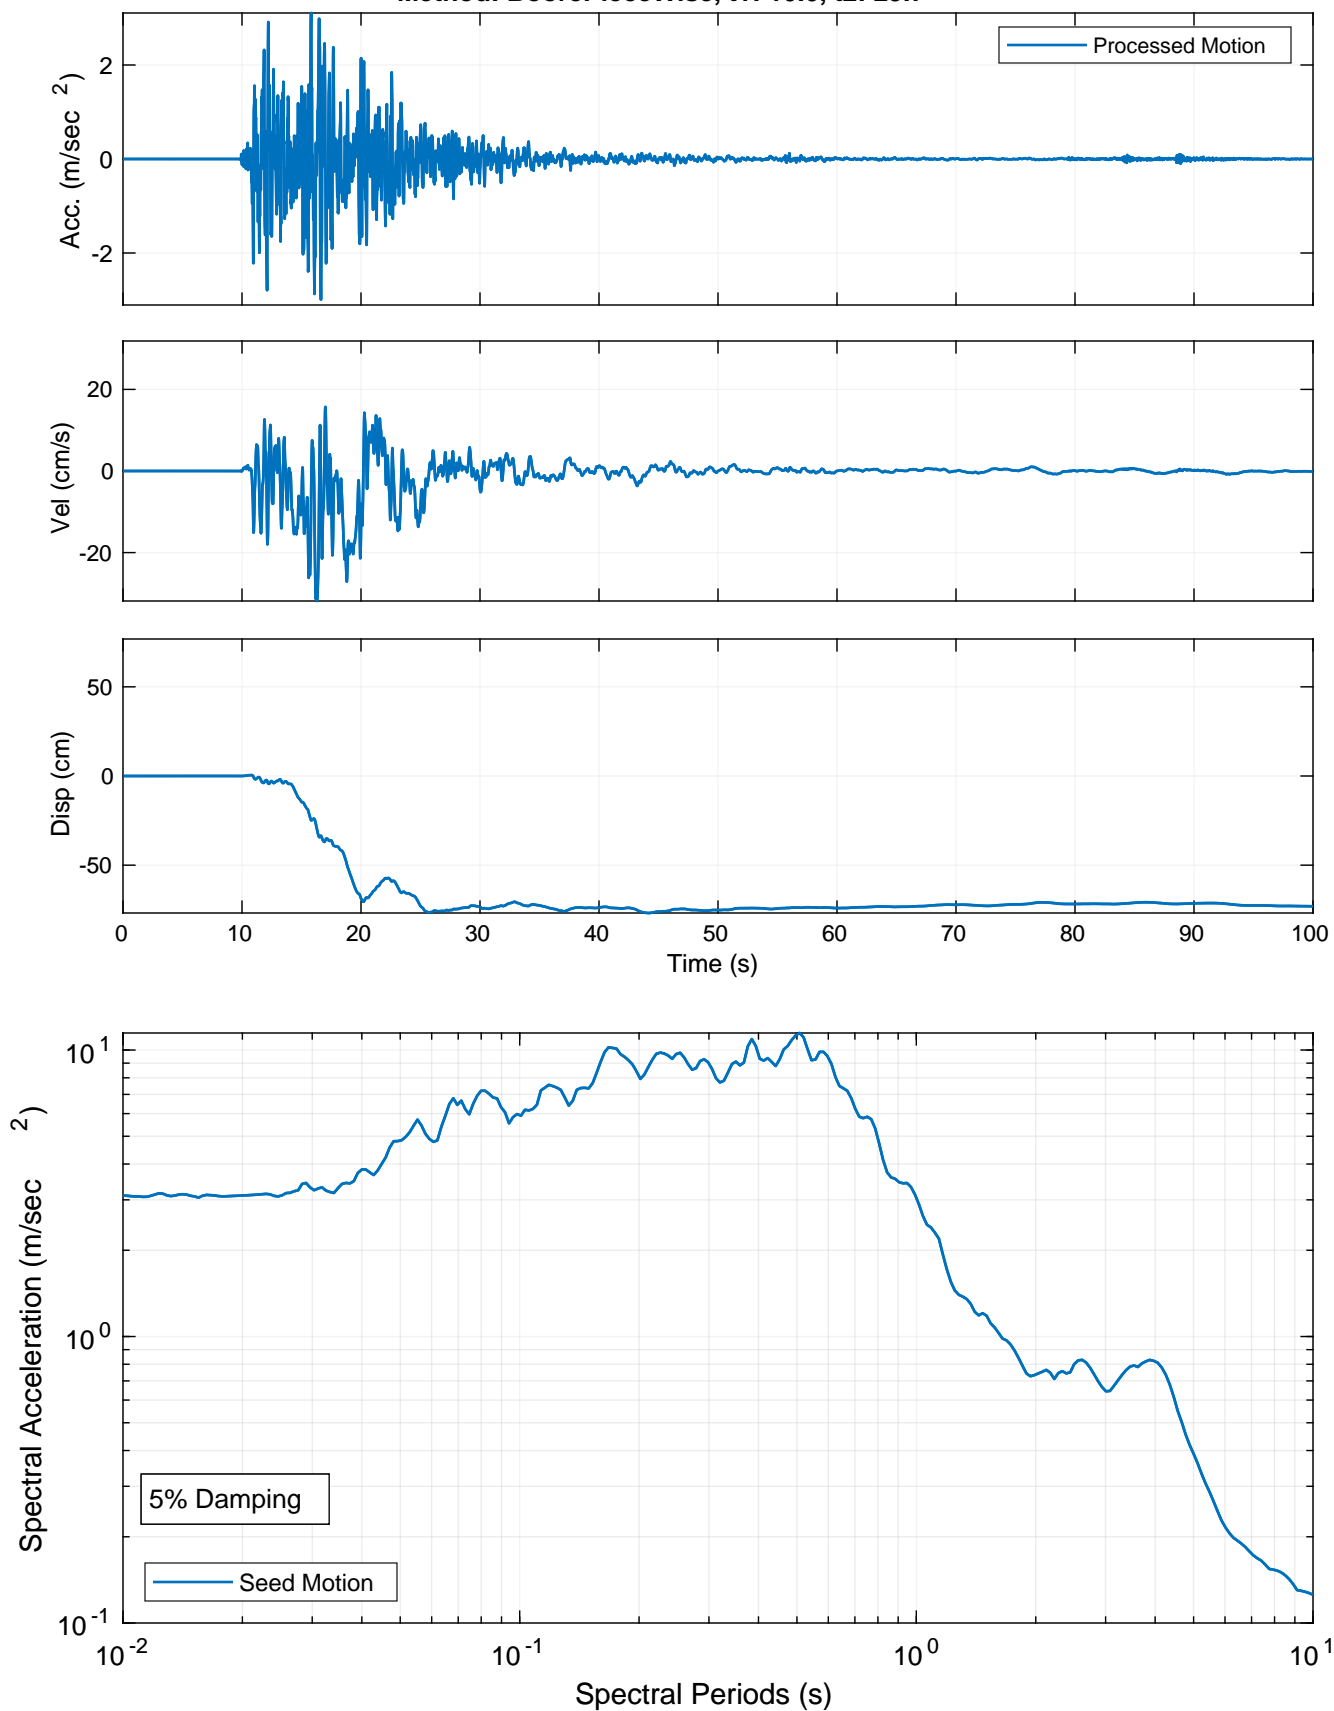 Processed Motion
2
0
-2
Acc. (m/sec 2)
20
0
-20
Vel (cm/s)
50
0
-50
Disp (cm)
0 10 20 30 40 50 60 70 80 90 100
Time (s)
10^1
10^0
10^-1
Spectral Acceleration (m/sec 2)
5% Damping
Seed Motion
10^-2 10^-1 10^0 10^1
Spectral Periods (s)